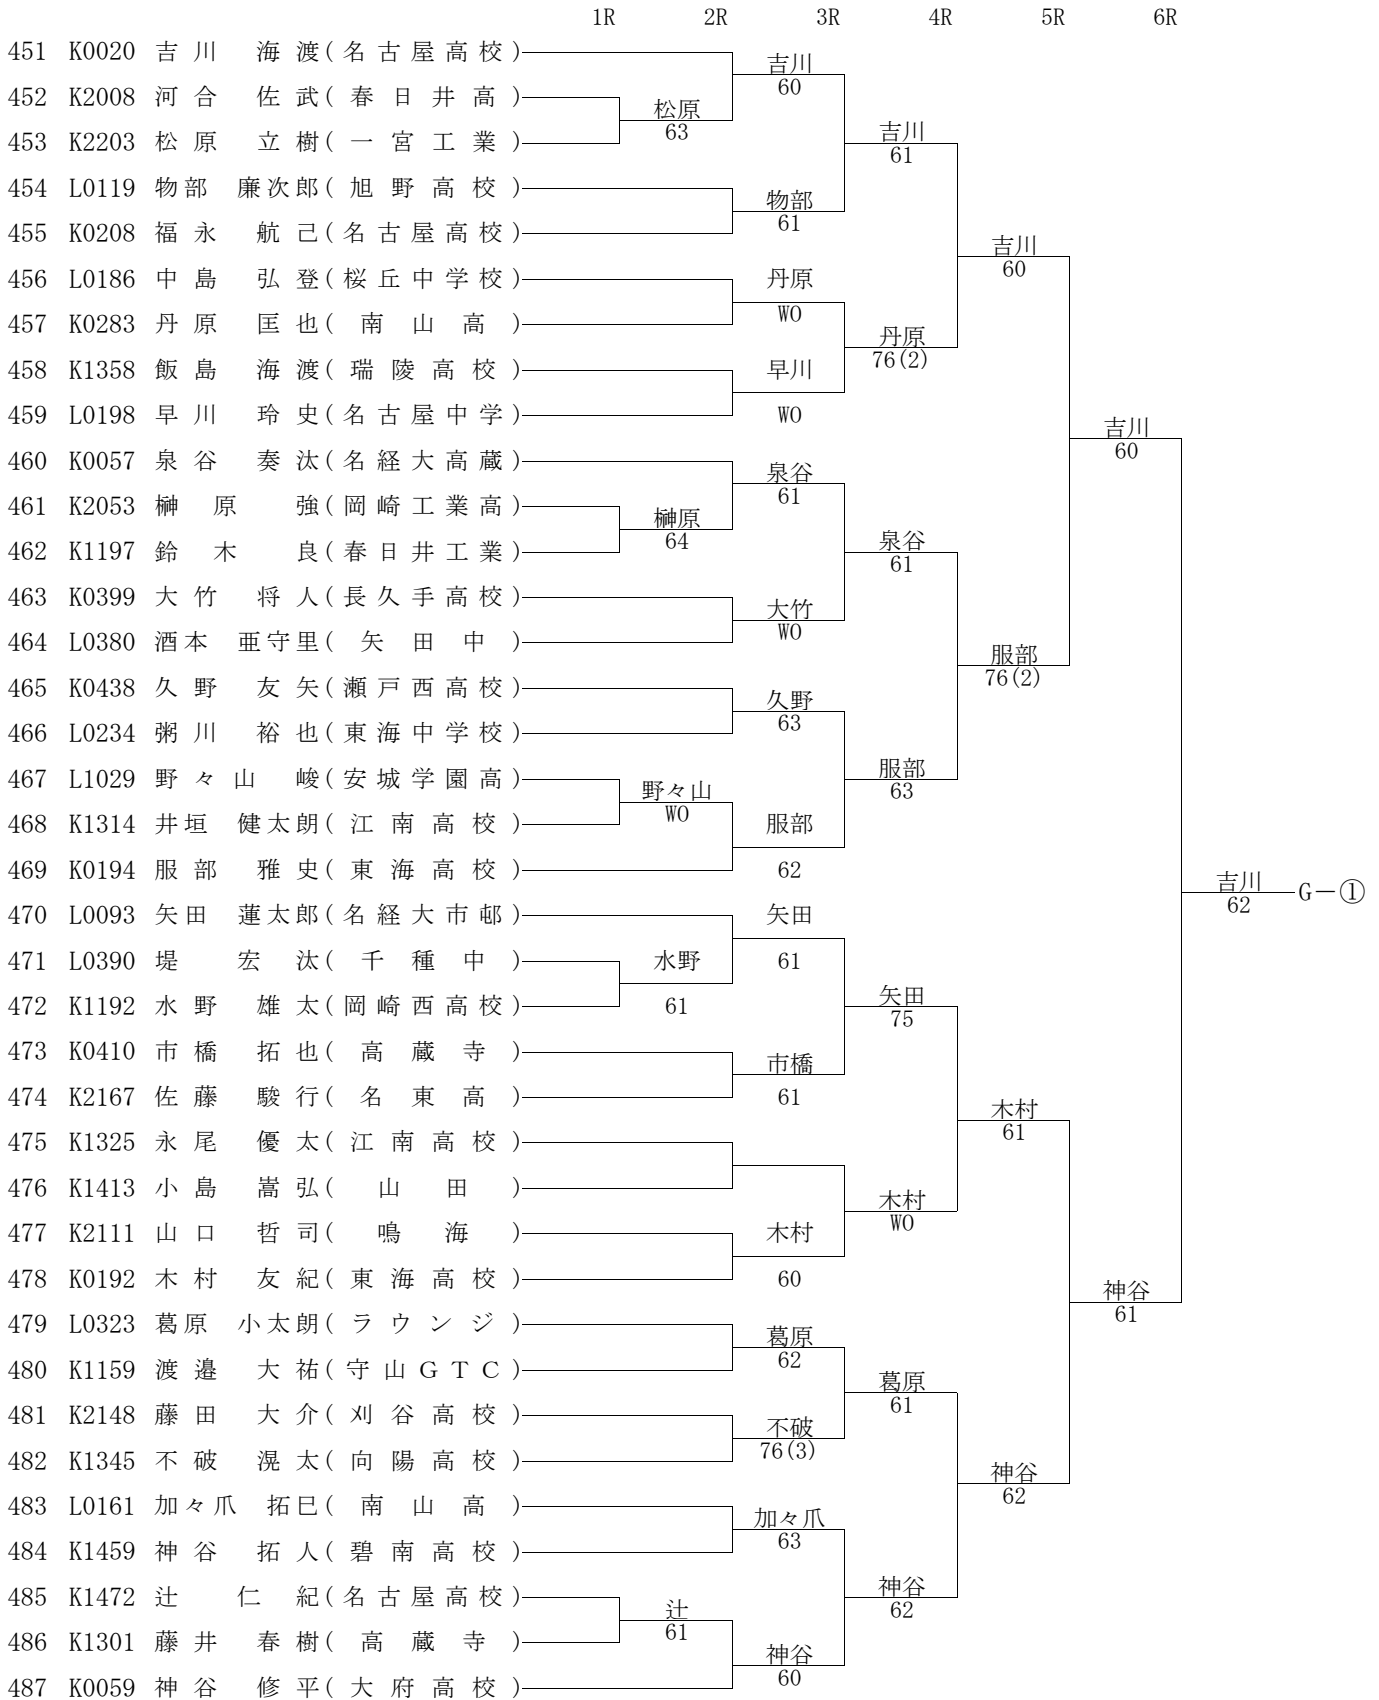 1R 2R 3R 4R 5R 6R
451 K0020 吉川 海渡(名古屋高校)
吉川
60
452 K2008 河合 佐武(春日井高)
松原
63
453 K2203 松原 立樹(一宮工業)
吉川
61
454 L0119 物部 廉次郎(旭野高校)
物部
61
455 K0208 福永 航己(名古屋高校)
吉川
60
456 L0186 中島 弘登(桜丘中学校) 丹原
WO
457 K0283 丹原 匡也(南山高)
丹原
76(2)
458 K1358 飯島 海渡(瑞陵高校) 早川
459 L0198 早川 玲史(名古屋中学) WO
吉川
60
460 K0057 泉谷 奏汰(名経大高蔵)
泉谷
61
461 K2053 榊原 強(岡崎工業高)
榊原
64
462 K1197 鈴木 良(春日井工業)
泉谷
61
463 K0399 大竹 将人(長久手高校)
大竹
WO
464 L0380 酒本 亜守里(矢田中)
服部
76(2)
465 K0438 久野 友矢(瀬戸西高校)
久野
63
466 L0234 粥川 裕也(東海中学校)
467 L1029 野々山 峻(安城学園高)
服部
63
野々山
WO
468 K1314 井垣 健太朗(江南高校) 服部
469 K0194 服部 雅史(東海高校) 62
吉川 G－①
62
470 L0093 矢田 蓮太郎(名経大市邨) 矢田
471 L0390 堤 宏汰(千種中) 水野 61
472 K1192 水野 雄太(岡崎西高校) 61
矢田
75
473 K0410 市橋 拓也(高蔵寺)
市橋
474 K2167 佐藤 駿行(名東高) 61
木村
61
475 K1325 永尾 優太(江南高校)
476 K1413 小島 嵩弘(山田)
木村
WO
477 K2111 山口 哲司(鳴海) 木村
478 K0192 木村 友紀(東海高校) 60
神谷
61
479 L0323 葛原 小太朗(ラウンジ)
葛原
62
480 K1159 渡邉 大祐(守山GTC)
葛原
61
481 K2148 藤田 大介(刈谷高校)
不破
76(3)
482 K1345 不破 滉太(向陽高校)
神谷
62
483 L0161 加々爪 拓巳(南山高)
加々爪
63
484 K1459 神谷 拓人(碧南高校)
485 K1472 辻 仁紀(名古屋高校)
神谷
62
辻
61
486 K1301 藤井 春樹(高蔵寺)
神谷
60
487 K0059 神谷 修平(大府高校)